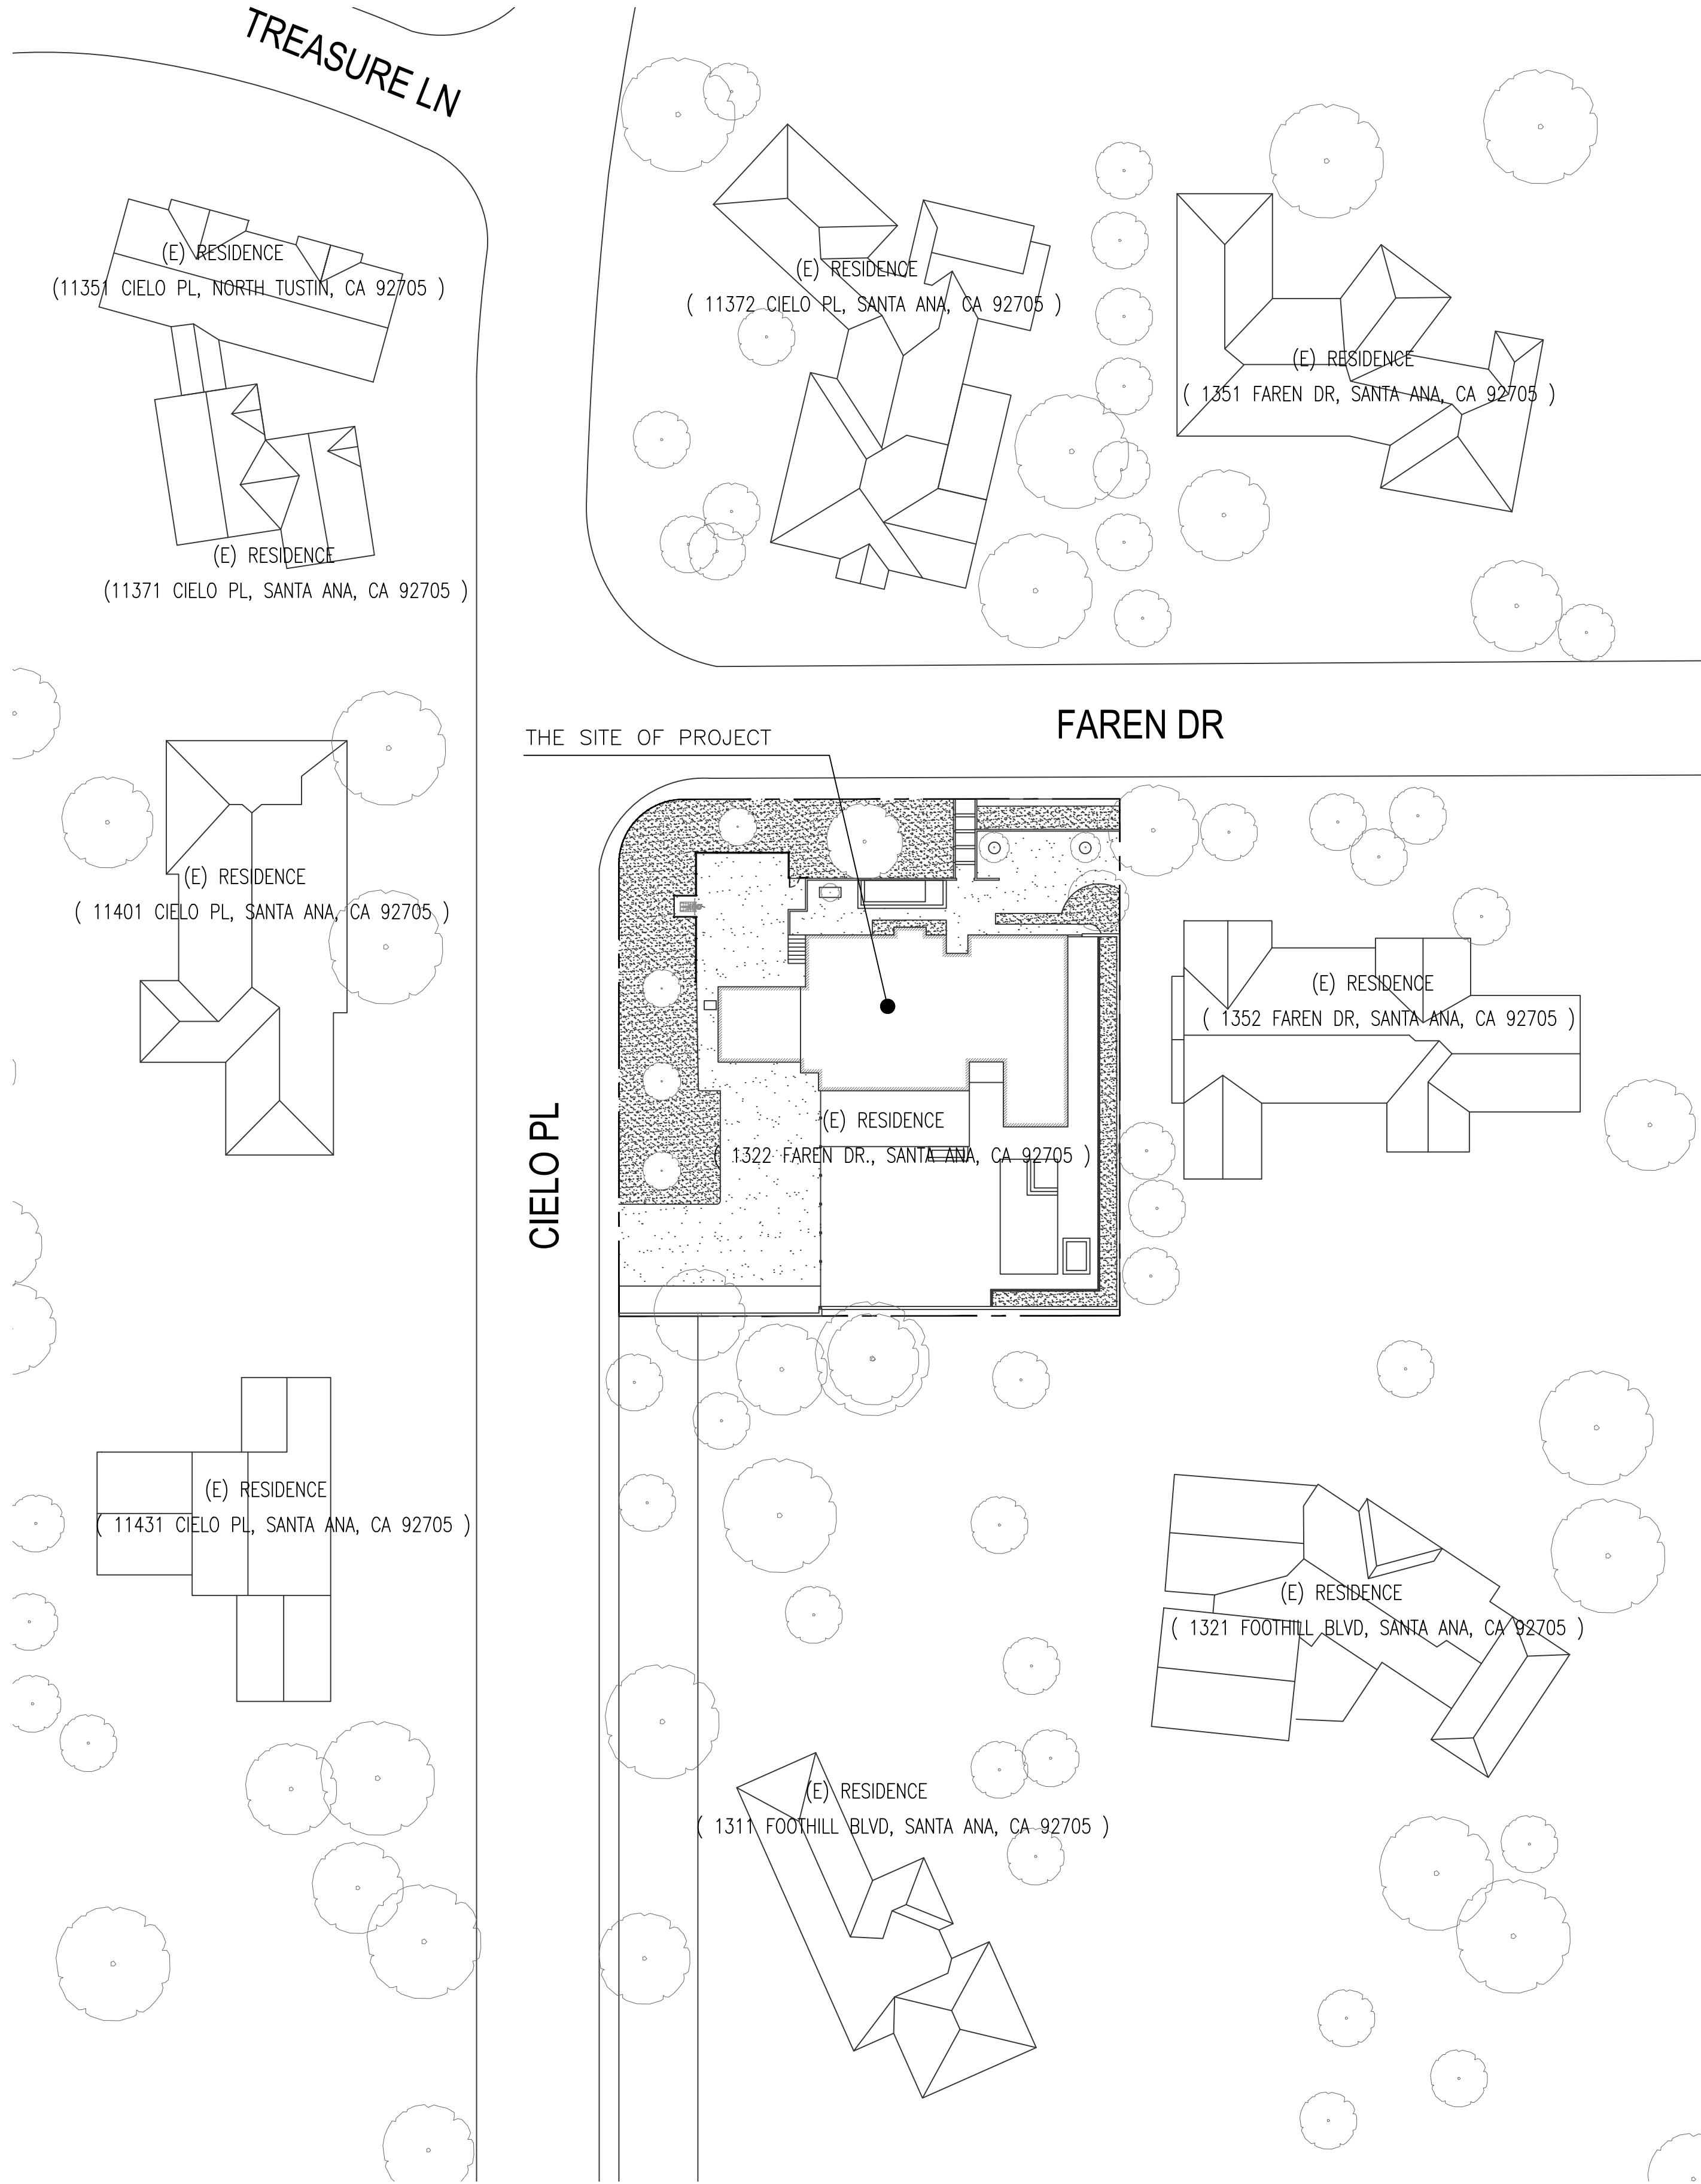 TREASURE LN
(E) RESIDENCE
(11351 CIELO PL, NORTH TUSTIN, CA 92705 )
(E) RESIDENCE
( 11372 CIELO PL, SANTA ANA, CA 92705 )
(E) RESIDENCE
( 1351 FAREN DR, SANTA ANA, CA 92705 )
(E) RESIDENCE
(11371 CIELO PL, SANTA ANA, CA 92705 )
FAREN DR
THE SITE OF PROJECT
(E) RESIDENCE
( 11401 CIELO PL, SANTA ANA, CA 92705 )
(E) RESIDENCE
( 1352 FAREN DR, SANTA ANA, CA 92705 )
CIELO PL
(E) RESIDENCE
( 1322 FAREN DR., SANTA ANA, CA 92705 )
(E) RESIDENCE
( 11431 CIELO PL, SANTA ANA, CA 92705 )
(E) RESIDENCE
( 1321 FOOTHILL BLVD, SANTA ANA, CA 92705 )
(E) RESIDENCE
( 1311 FOOTHILL BLVD, SANTA ANA, CA 92705 )